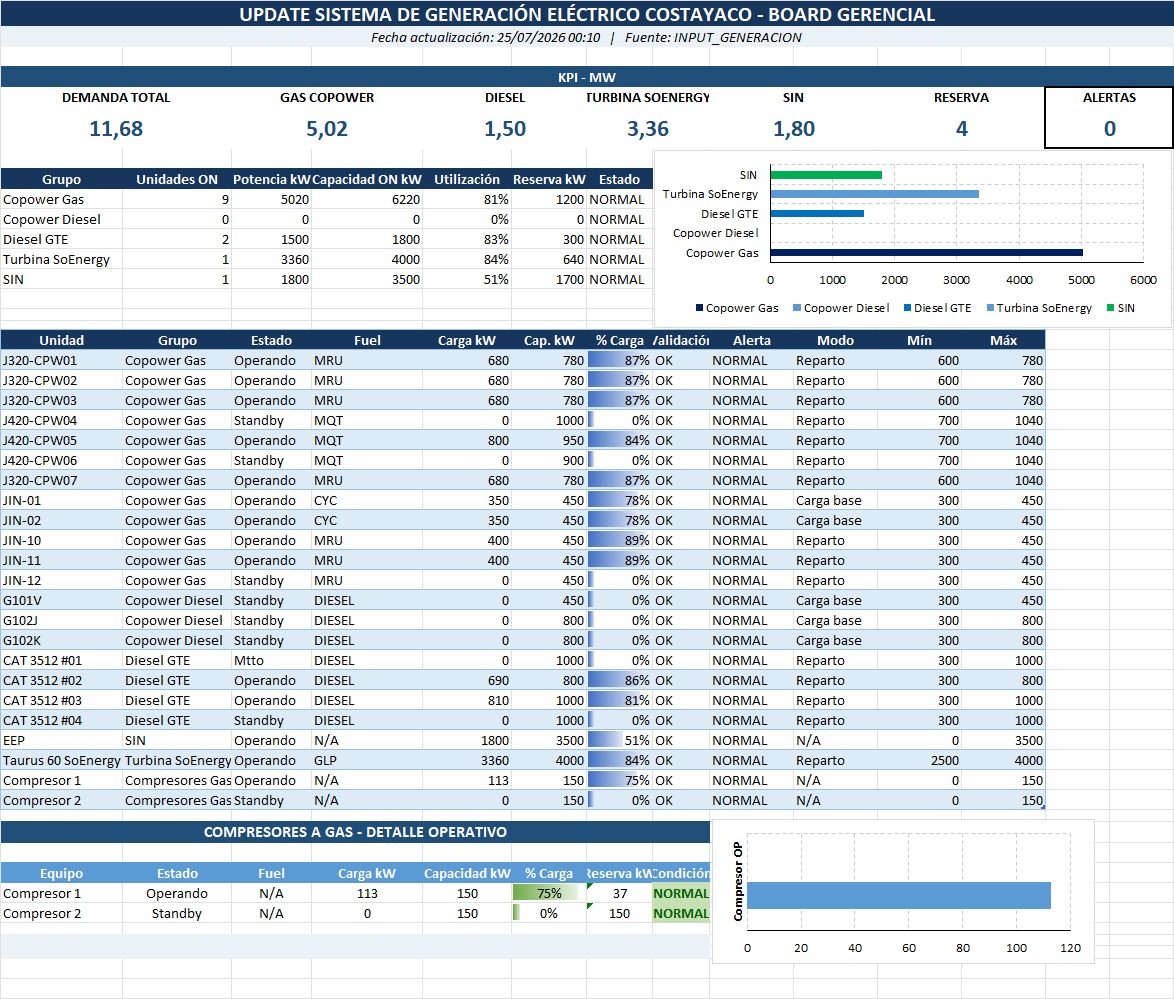 UPDATE SISTEMA DE GENERACIÓN ELÉCTRICO COSTAYACO - BOARD GERENCIAL
Fecha actualización: 25/07/2026 00:10 | Fuente: INPUT_GENERACION
KPI - MW
DEMANDA TOTAL GAS COPOWER DIESEL TURBINA SOENERGY SIN RESERVA ALERTAS
11,68 5,02 1,50 3,36 1,80 4 0
Grupo Unidades ON Potencia kW Capacidad ON kW Utilización Reserva kW Estado
Copower Gas 9 5020 6220 81% 1200 NORMAL
Copower Diesel 0 0 0 0% 0 NORMAL
Diesel GTE 2 1500 1800 83% 300 NORMAL
Turbina SoEnergy 1 3360 4000 84% 640 NORMAL
SIN 1 1800 3500 51% 1700 NORMAL
SIN
Turbina SoEnergy
Diesel GTE
Copower Diesel
Copower Gas
0 1000 2000 3000 4000 5000 6000
Copower Gas Copower Diesel Diesel GTE Turbina SoEnergy SIN
Unidad Grupo Estado Fuel Carga kW Cap. kW % Carga Validación Alerta Modo Mín Máx
J320-CPW01 Copower Gas Operando MRU 680 780 87% OK NORMAL Reparto 600 780
J320-CPW02 Copower Gas Operando MRU 680 780 87% OK NORMAL Reparto 600 780
J320-CPW03 Copower Gas Operando MRU 680 780 87% OK NORMAL Reparto 600 780
J420-CPW04 Copower Gas Standby MQT 0 1000 0% OK NORMAL Reparto 700 1040
J420-CPW05 Copower Gas Operando MQT 800 950 84% OK NORMAL Reparto 700 1040
J420-CPW06 Copower Gas Standby MQT 0 900 0% OK NORMAL Reparto 700 1040
J320-CPW07 Copower Gas Operando MRU 680 780 87% OK NORMAL Reparto 600 1040
JIN-01 Copower Gas Operando CYC 350 450 78% OK NORMAL Carga base 300 450
JIN-02 Copower Gas Operando CYC 350 450 78% OK NORMAL Carga base 300 450
JIN-10 Copower Gas Operando MRU 400 450 89% OK NORMAL Reparto 300 450
JIN-11 Copower Gas Operando MRU 400 450 89% OK NORMAL Reparto 300 450
JIN-12 Copower Gas Standby MRU 0 450 0% OK NORMAL Reparto 300 450
G101V Copower Diesel Standby DIESEL 0 450 0% OK NORMAL Carga base 300 450
G102J Copower Diesel Standby DIESEL 0 800 0% OK NORMAL Carga base 300 800
G102K Copower Diesel Standby DIESEL 0 800 0% OK NORMAL Carga base 300 800
CAT 3512 #01 Diesel GTE Mtto DIESEL 0 1000 0% OK NORMAL Reparto 300 1000
CAT 3512 #02 Diesel GTE Operando DIESEL 690 800 86% OK NORMAL Reparto 300 800
CAT 3512 #03 Diesel GTE Operando DIESEL 810 1000 81% OK NORMAL Reparto 300 1000
CAT 3512 #04 Diesel GTE Standby DIESEL 0 1000 0% OK NORMAL Reparto 300 1000
EEP SIN Operando N/A 1800 3500 51% OK NORMAL N/A 0 3500
Taurus 60 SoEnergy Turbina SoEnergy Operando GLP 3360 4000 84% OK NORMAL Reparto 2500 4000
Compresor 1 Compresores Gas Operando N/A 113 150 75% OK NORMAL N/A 0 150
Compresor 2 Compresores Gas Standby N/A 0 150 0% OK NORMAL N/A 0 150
COMPRESORES A GAS - DETALLE OPERATIVO
Equipo Estado Fuel Carga kW Capacidad kW % Carga Reserva kW Condición
Compresor 1 Operando N/A 113 150 75% 37 NORMAL
Compresor 2 Standby N/A 0 150 0% 150 NORMAL
Compresor OP
0 20 40 60 80 100 120